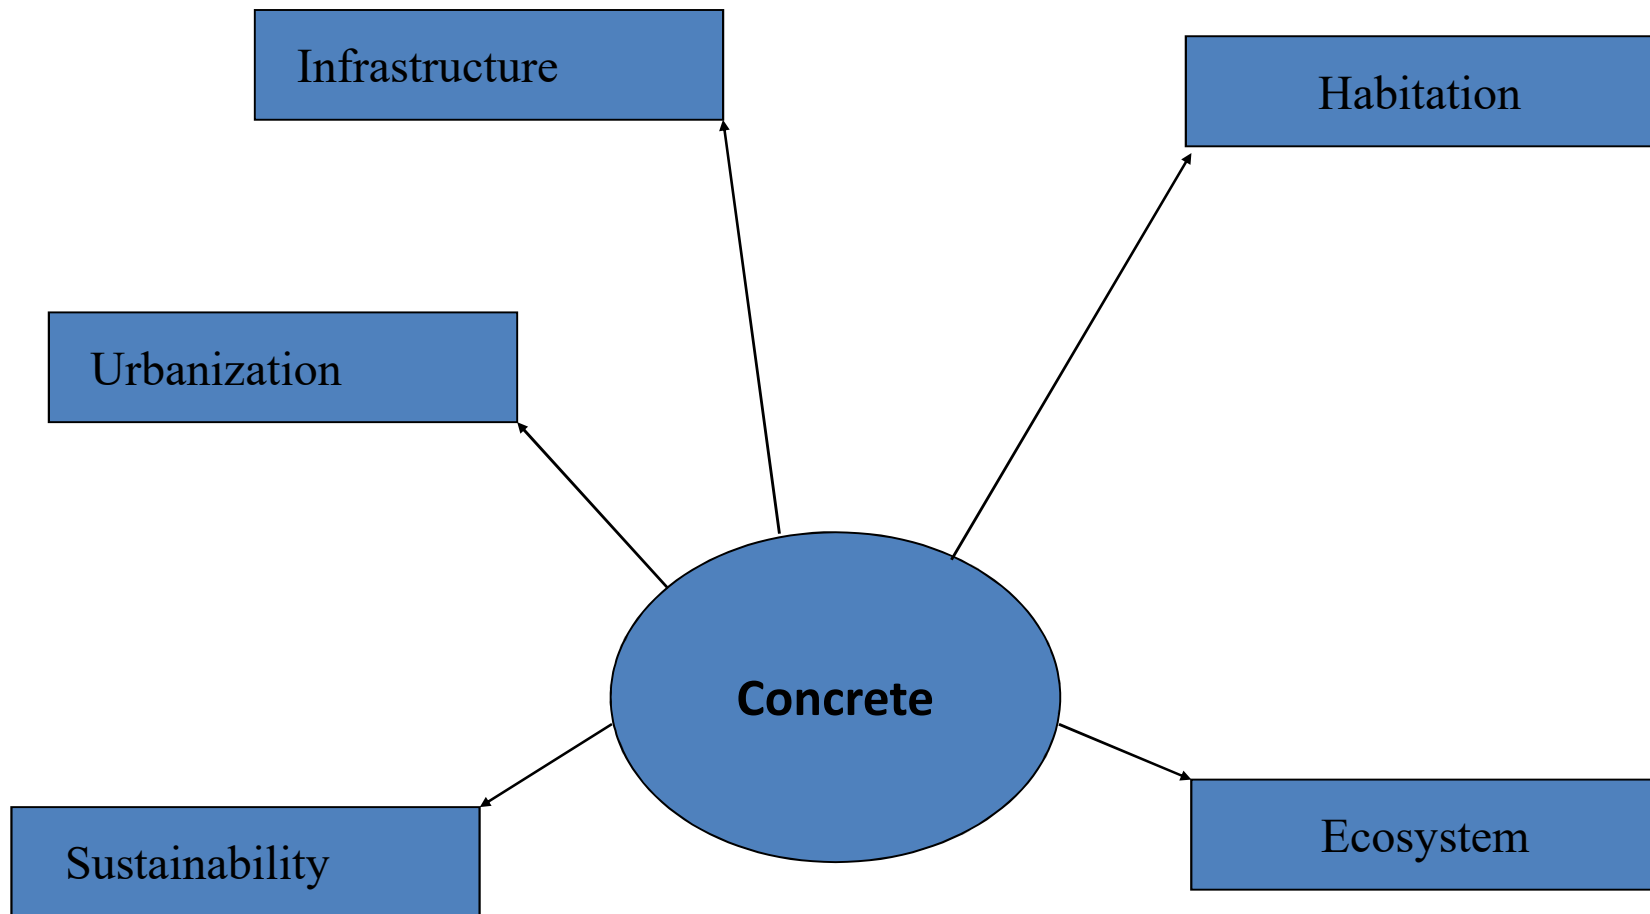 Infrastructure
Habitation
Urbanization
Concrete
Sustainability
Ecosystem